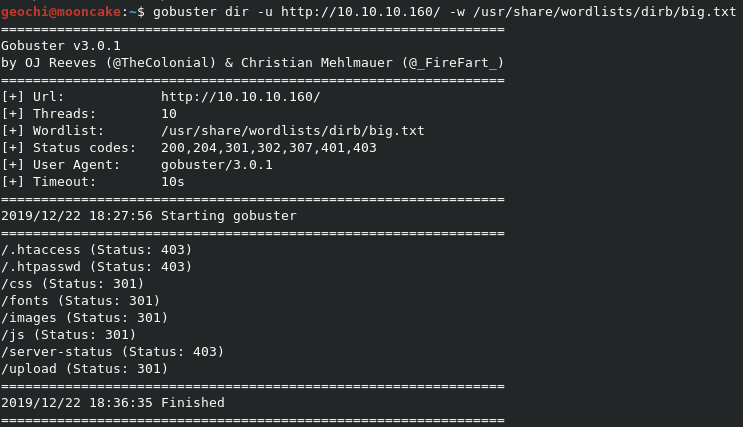 geochi@mooncake:~$ gobuster dir -u http://10.10.10.160/ -w /usr/share/wordlists/dirb/big.txt
===============================================================
Gobuster v3.0.1
by OJ Reeves (@TheColonial) & Christian Mehlmauer (@_FireFart_)
===============================================================
[+] Url:            http://10.10.10.160/
[+] Threads:        10
[+] Wordlist:       /usr/share/wordlists/dirb/big.txt
[+] Status codes:   200,204,301,302,307,401,403
[+] User Agent:     gobuster/3.0.1
[+] Timeout:        10s
===============================================================
2019/12/22 18:27:56 Starting gobuster
===============================================================
/.htaccess (Status: 403)
/.htpasswd (Status: 403)
/css (Status: 301)
/fonts (Status: 301)
/images (Status: 301)
/js (Status: 301)
/server-status (Status: 403)
/upload (Status: 301)
===============================================================
2019/12/22 18:36:35 Finished
===============================================================